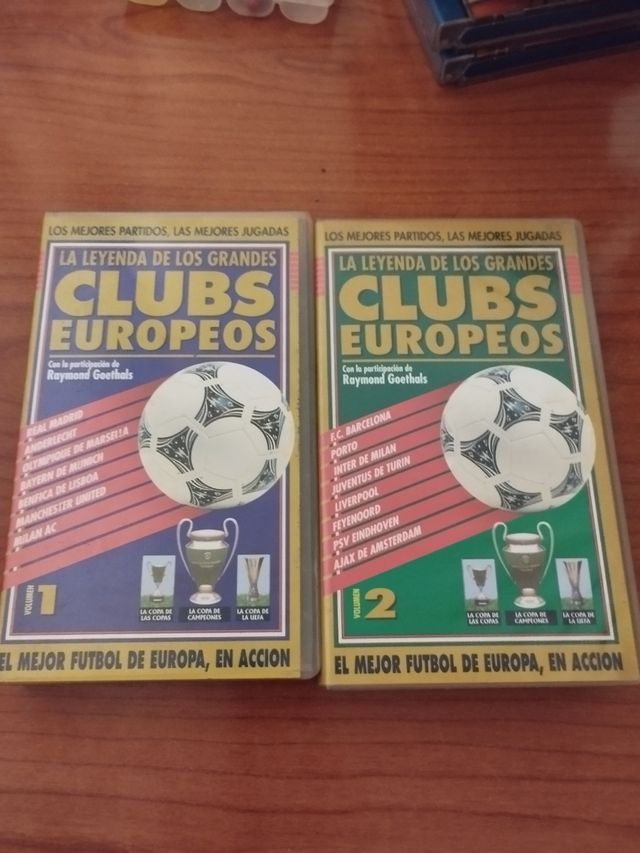 LOS MEJORES PARTIDOS, LAS MEJORES JUGADAS
LA LEYENDA DE LOS GRANDES
CLUBS
EUROPEOS
Con la participación de
Raymond Goethals
REAL MADRID
ANDERLECHT
OLYMPIQUE DE MARSELLA
BAYERN DE MUNICH
BENFICA DE LISBOA
MANCHESTER UNITED
MILAN AC
VOLUMEN 1
LA COPA DE
LAS COPAS
LA COPA DE
CAMPEONES
LA COPA DE
LA UEFA
EL MEJOR FUTBOL DE EUROPA, EN ACCION
LOS MEJORES PARTIDOS, LAS MEJORES JUGADAS
LA LEYENDA DE LOS GRANDES
CLUBS
EUROPEOS
Con la participación de
Raymond Goethals
F.C. BARCELONA
PORTO
INTER DE MILAN
JUVENTUS DE TURIN
LIVERPOOL
FEYENOORD
PSV EINDHOVEN
AJAX DE AMSTERDAM
VOLUMEN 2
LA COPA DE
LAS COPAS
LA COPA DE
CAMPEONES
LA COPA DE
LA UEFA
EL MEJOR FUTBOL DE EUROPA, EN ACCION